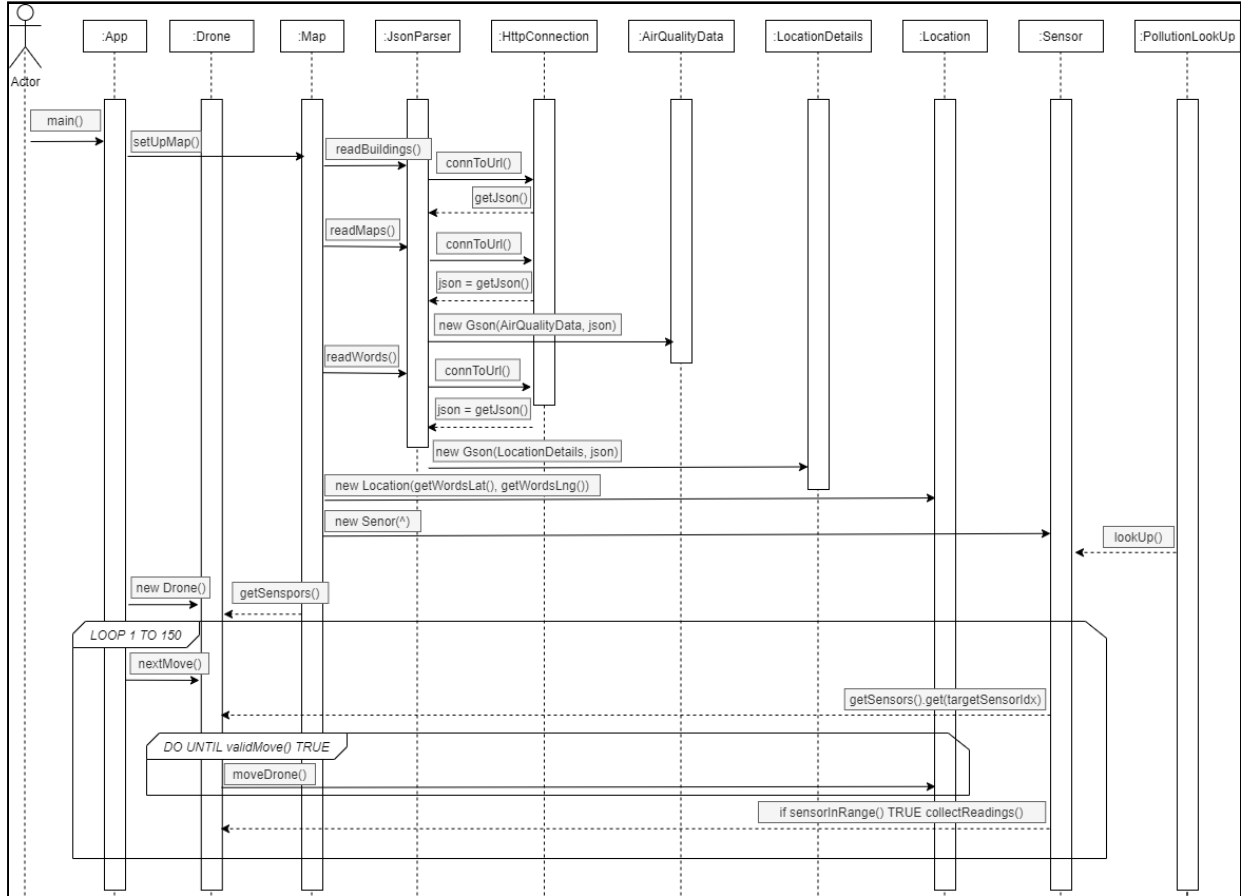 :App
:Drone
:Map
:JsonParser
:HttpConnection
:AirQualityData
:LocationDetails
:Location
:Sensor
:PollutionLookUp
Actor
main()
setUpMap()
readBuildings()
connToUrl()
getJson()
readMaps()
connToUrl()
json = getJson()
new Gson(AirQualityData, json)
readWords()
connToUrl()
json = getJson()
new Gson(LocationDetails, json)
new Location(getWordsLat(), getWordsLng())
new Senor(^)
lookUp()
new Drone()
getSenspors()
LOOP 1 TO 150
nextMove()
getSensors().get(targetSensorIdx)
DO UNTIL validMove() TRUE
moveDrone()
if sensorInRange() TRUE collectReadings()